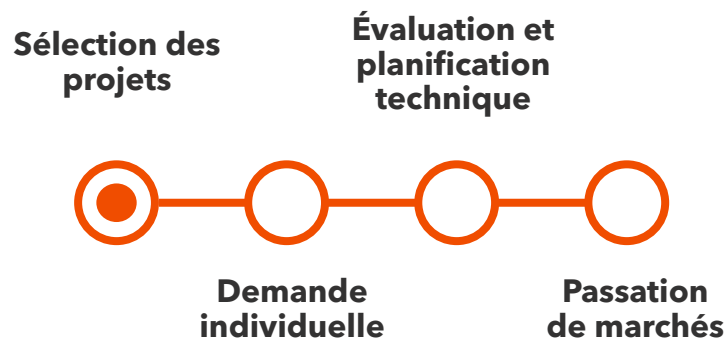 Sélection des
projets
Demande
individuelle
Évaluation et
planification
technique
Passation
de marchés